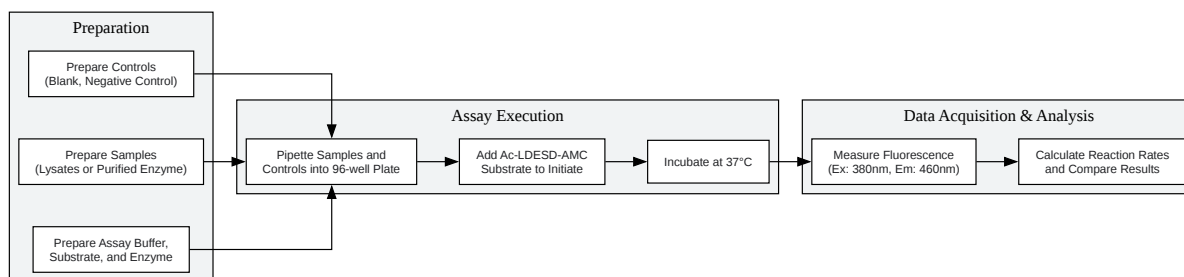 Preparation
Prepare Controls
(Blank, Negative Control)
Prepare Samples
(Lysates or Purified Enzyme)
Prepare Assay Buffer,
Substrate, and Enzyme
Assay Execution
Pipette Samples and
Controls into 96-well Plate
Add Ac-LDESD-AMC
Substrate to Initiate
Incubate at 37°C
Data Acquisition & Analysis
Measure Fluorescence
(Ex: 380nm, Em: 460nm)
Calculate Reaction Rates
and Compare Results